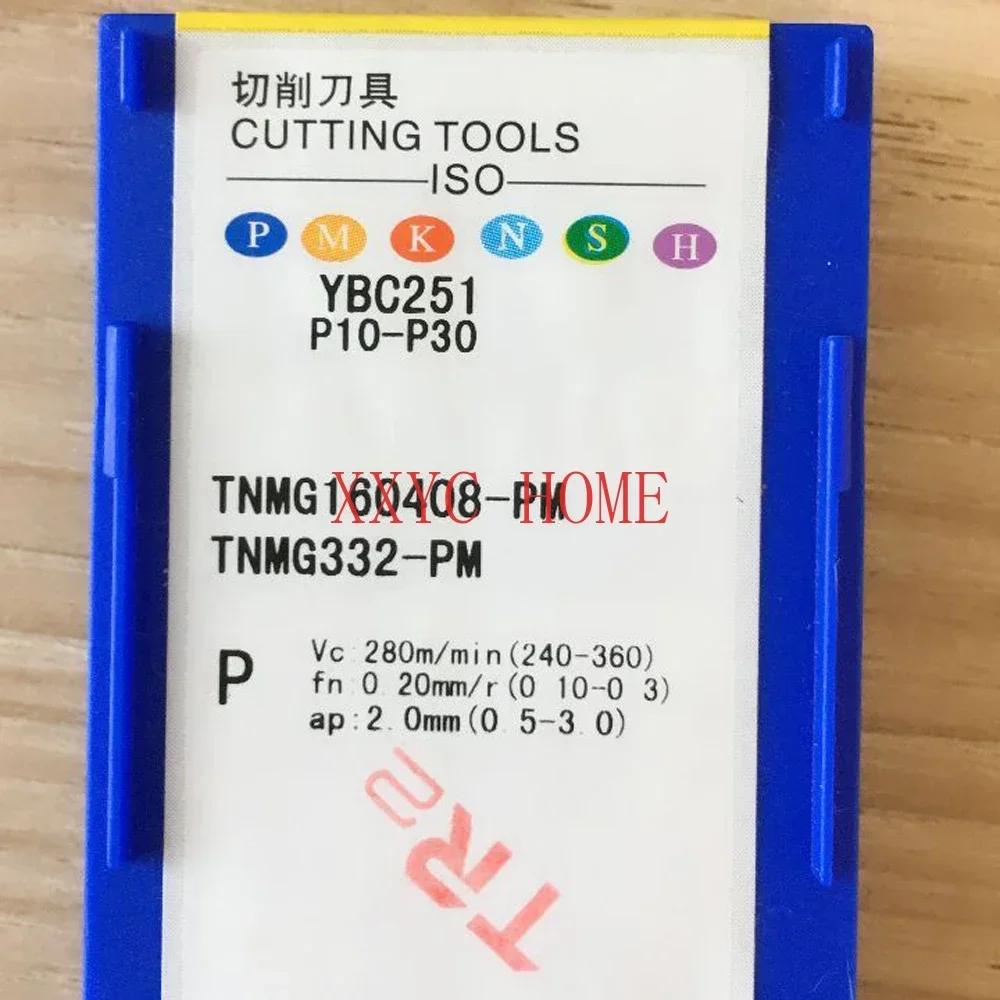 切削刀具
CUTTING TOOLS
ISO
P M K N S H
YBC251
P10-P30
TNMG160408-PM
XXYC HOME
TNMG332-PM
P
Vc:280m/min(240-360)
fn:0 20mm/r(0 10-0 3)
ap:2.0mm(0 5-3 0)
TR2